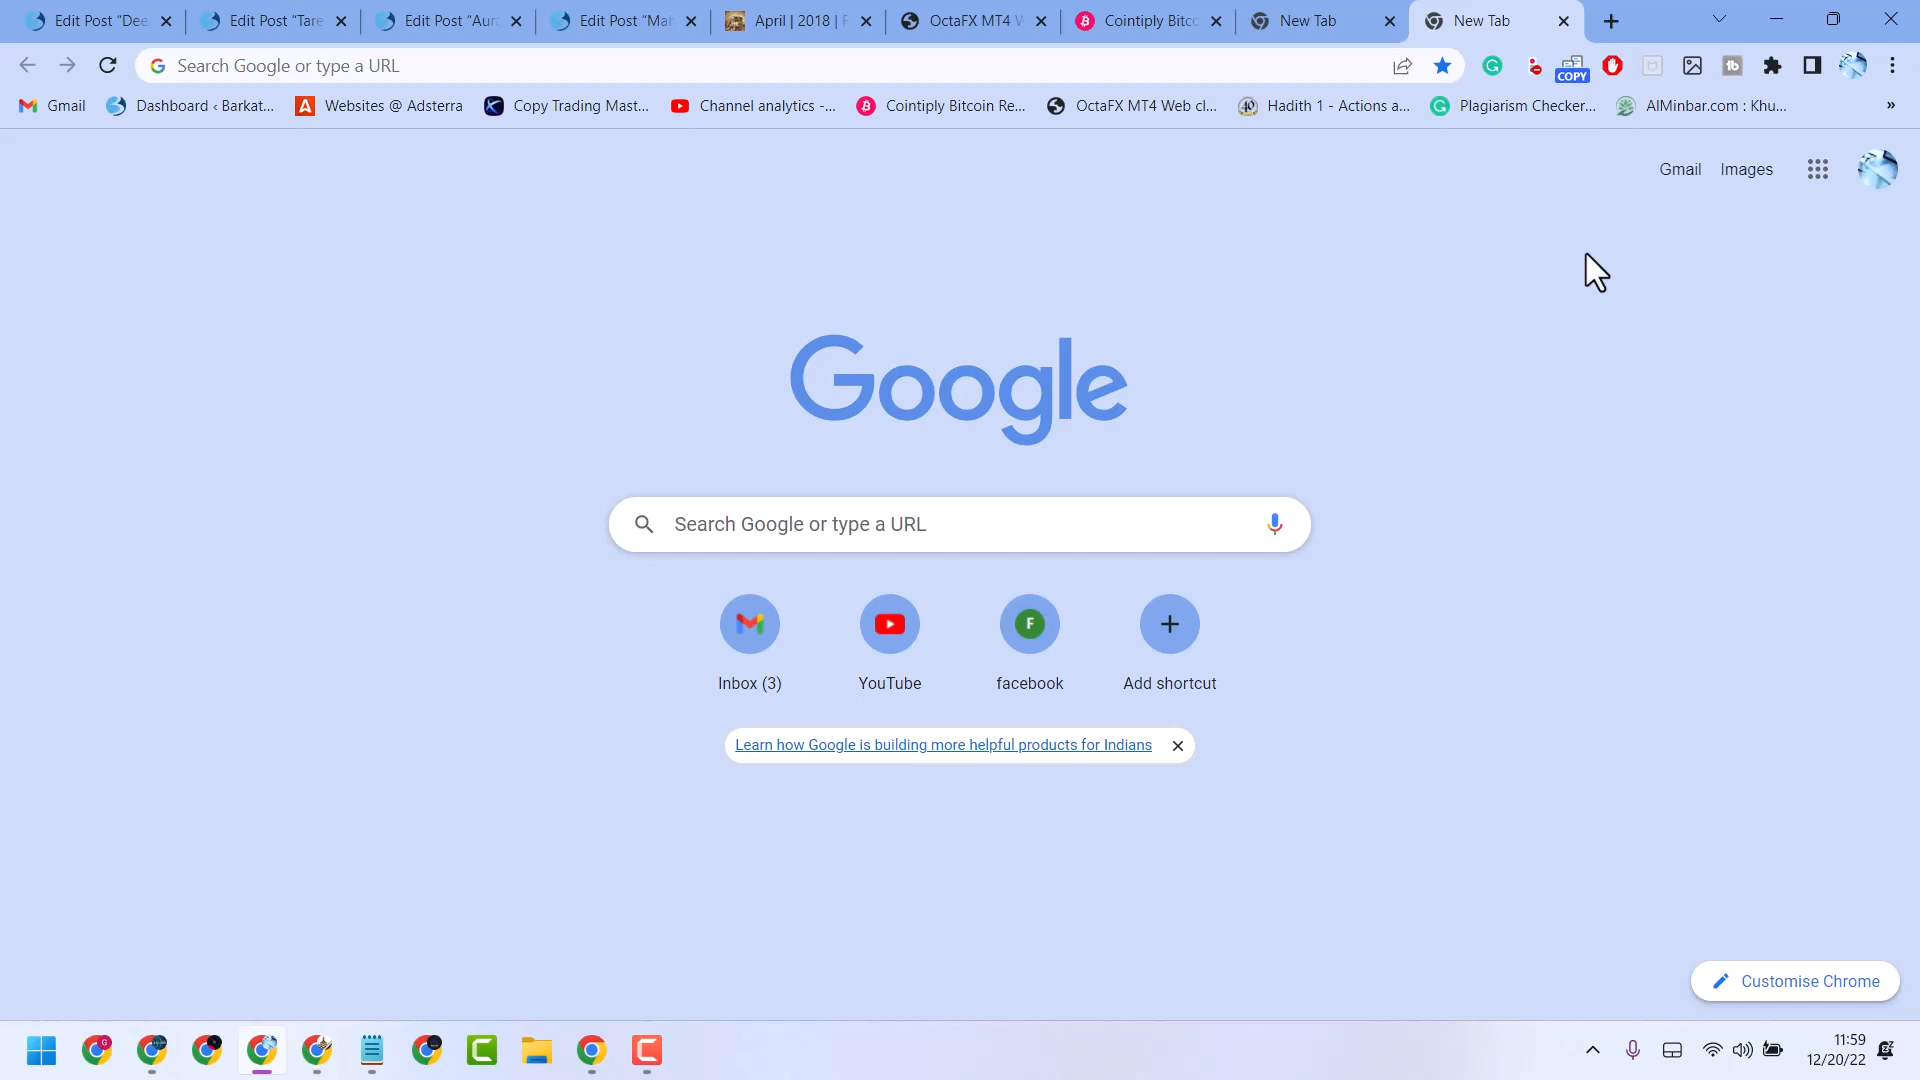 Edit Post "Dee
Edit Post "Tare
Edit Post "Aura
Edit Post "Mah
April | 2018 | F
OctaFX MT4 W
Cointiply Bitco
New Tab
New Tab
Search Google or type a URL
COPY
Gmail
Dashboard ‹ Barkat...
Websites @ Adsterra
Copy Trading Mast...
Channel analytics -...
Cointiply Bitcoin Re...
OctaFX MT4 Web cl...
Hadith 1 - Actions a...
Plagiarism Checker...
AlMinbar.com : Khu...
»
Gmail
Images
Google
Search Google or type a URL
F
Inbox (3)
YouTube
facebook
Add shortcut
Learn how Google is building more helpful products for Indians
Customise Chrome
11:59
12/20/22